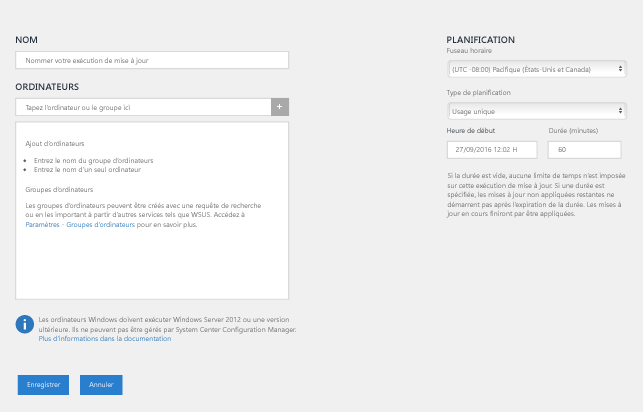 NOM
Nommer votre exécution de mise à jour
ORDINATEURS
Tapez l'ordinateur ou le groupe ici
+
Ajout d'ordinateurs
• Entrez le nom du groupe d'ordinateurs
• Entrez le nom d'un seul ordinateur
Groupes d'ordinateurs
Les groupes d'ordinateurs peuvent être créés avec une requête de recherche
ou en les important à partir d'autres services tels que WSUS. Accédez à
Paramètres - Groupes d'ordinateurs pour en savoir plus.
Les ordinateurs Windows doivent exécuter Windows Server 2012 ou une version
ultérieure. Ils ne peuvent pas être gérés par System Center Configuration Manager.
Plus d'informations dans la documentation
Enregistrer
Annuler
PLANIFICATION
Fuseau horaire
(UTC -08:00) Pacifique (États-Unis et Canada)
Type de planification
Usage unique
Heure de début
Durée (minutes)
27/09/2016 12:02 H
60
Si la durée est vide, aucune limite de temps n'est imposée
sur cette exécution de mise à jour. Si une durée est
spécifiée, les mises à jour non appliquées restantes ne
démarrent pas après l'expiration de la durée. Les mises à
jour en cours finiront par être appliquées.